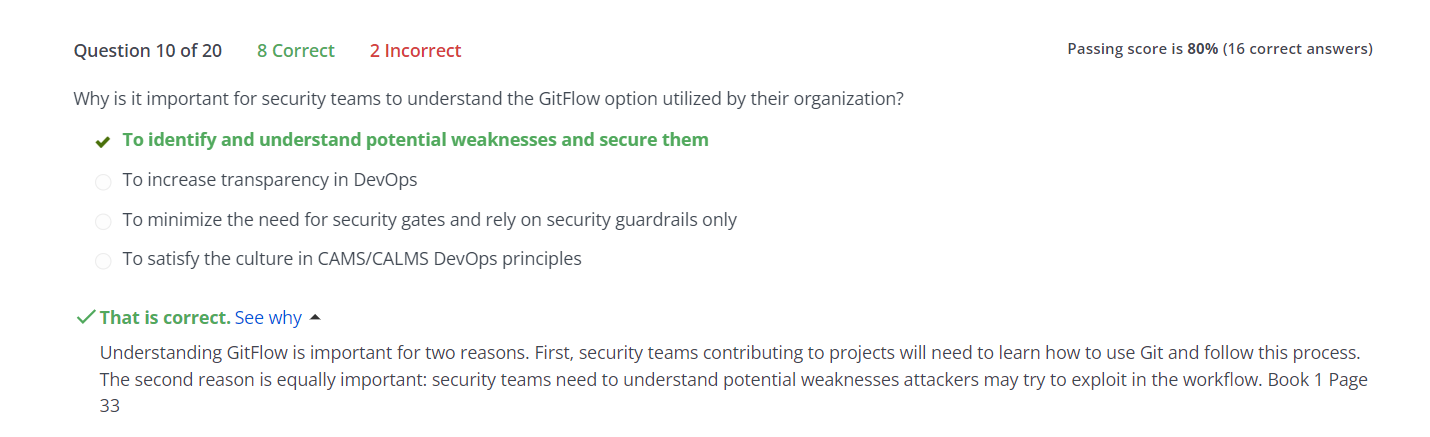 Question 10 of 20 8 Correct 2 Incorrect Passing score is 80% (16 correct answers)
Why is it important for security teams to understand the GitFlow option utilized by their organization?
To identify and understand potential weaknesses and secure them
To increase transparency in DevOps
To minimize the need for security gates and rely on security guardrails only
To satisfy the culture in CAMS/CALMS DevOps principles
That is correct. See why
Understanding GitFlow is important for two reasons. First, security teams contributing to projects will need to learn how to use Git and follow this process.
The second reason is equally important: security teams need to understand potential weaknesses attackers may try to exploit in the workflow. Book 1 Page
33